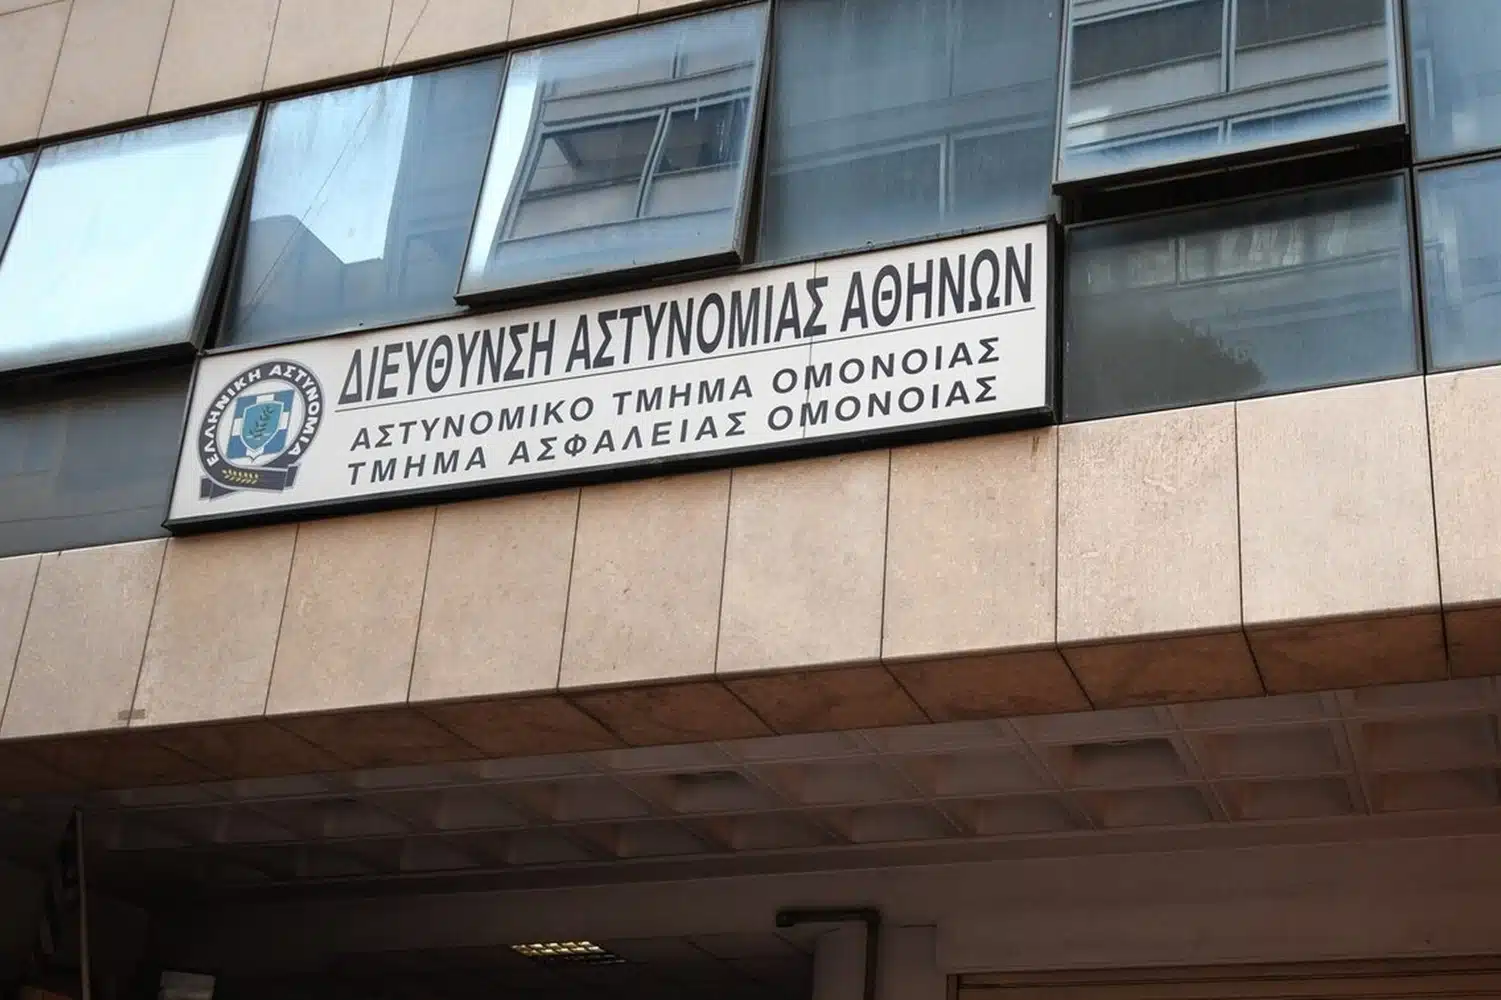 ΔΙΕΥΘΥΝΣΗ ΑΣΤΥΝΟΜΙΑΣ ΑΘΗΝΩΝ
ΑΣΤΥΝΟΜΙΚΟ ΤΜΗΜΑ ΟΜΟΝΟΙΑΣ
ΤΜΗΜΑ ΑΣΦΑΛΕΙΑΣ ΟΜΟΝΟΙΑΣ
ΕΛΛΗΝΙΚΗ ΑΣΤΥΝΟΜΙΑ